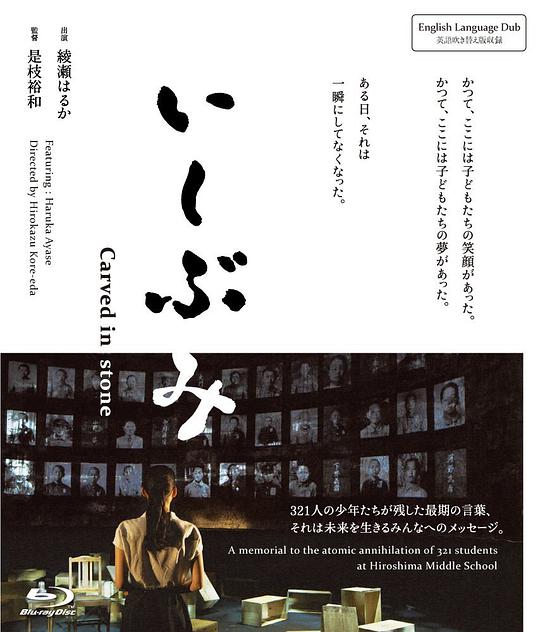 English Language Dub
英語吹き替え版収録
かつて、ここには子どもたちの笑顔があった。
かつて、ここには子どもたちの夢があった。
ある日、それは
一瞬にしてなくなった。
いしぶみ
Carved in stone
出演 綾瀬はるか
監督 是枝裕和
Featuring : Haruka Ayase
Directed by Hirokazu Kore-eda
321人の少年たちが残した最期の言葉、
それは未来を生きるみんなへのメッセージ。
A memorial to the atomic annihilation of 321 students
at Hiroshima Middle School
Blu-ray Disc